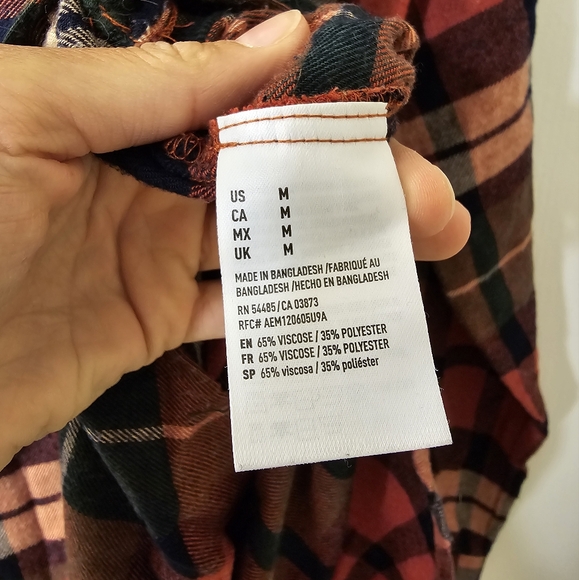 US M
CA M
MX M
UK M
MADE IN BANGLADESH /FABRIQUÉ AU
BANGLADESH /HECHO EN BANGLADESH
RN 54485 / CA 03873
RFC# AEM120605U9A
EN 65% VISCOSE / 35% POLYESTER
FR 65% VISCOSE / 35% POLYESTER
SP 65% viscosa / 35% poliéster